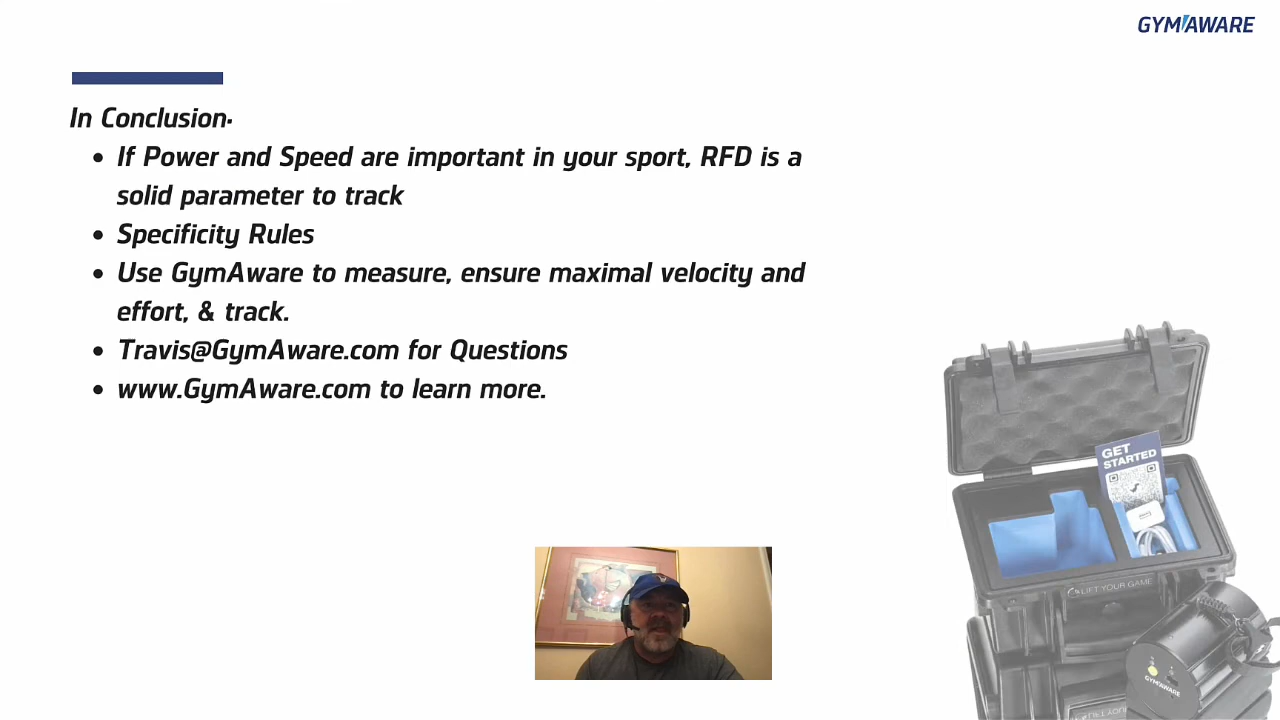 GYMAWARE
In Conclusion.
If Power and Speed are important in your sport, RFD is a
solid parameter to track
Specificity Rules
Use GymAware to measure, ensure maximal velocity and
effort, & track.
Travis@GymAware.com for Questions
www.GymAware.com to learn more.
GET
STARTED
LIFT YOUR GAME
GYMAWARE